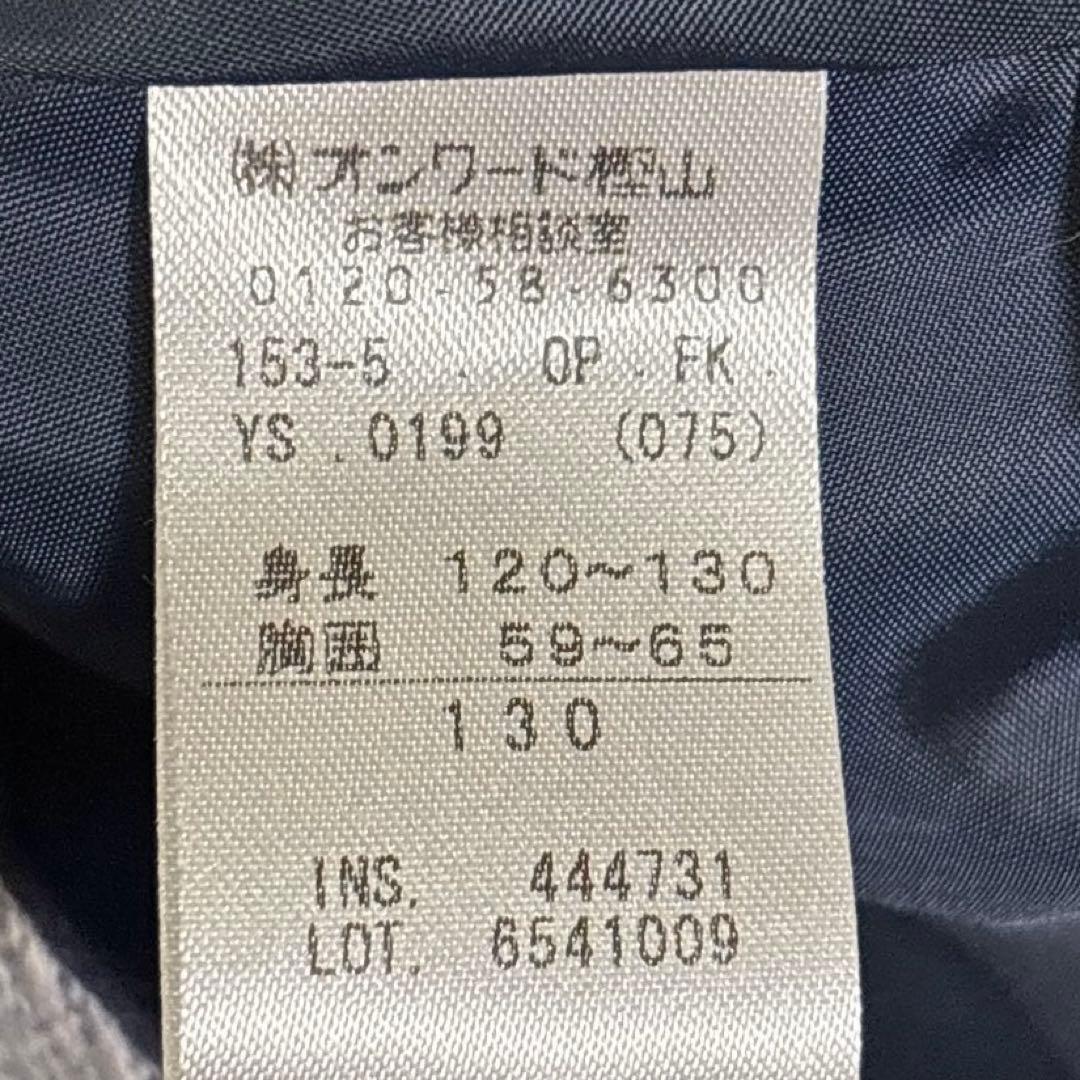 ㈱オンワード樫山
お客様相談室
0120-58-6300
153-5 . OP . FK .
YS . 0199 (075)
身長 120~130
胸囲 59~65
130
INS. 444731
LOT. 6541009